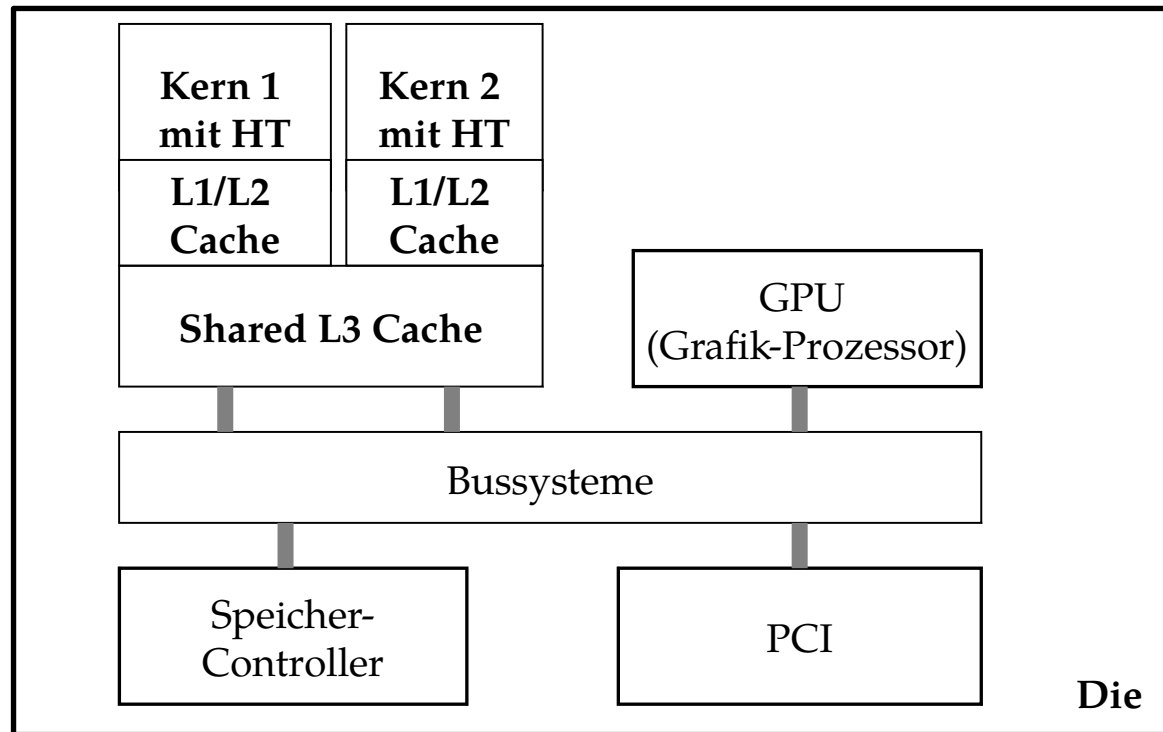 Kern 1
mit HT
Kern 2
mit HT
L1/L2
Cache
L1/L2
Cache
Shared L3 Cache
GPU
(Grafik-Prozessor)
Bussysteme
Speicher-
Controller
PCI
Die